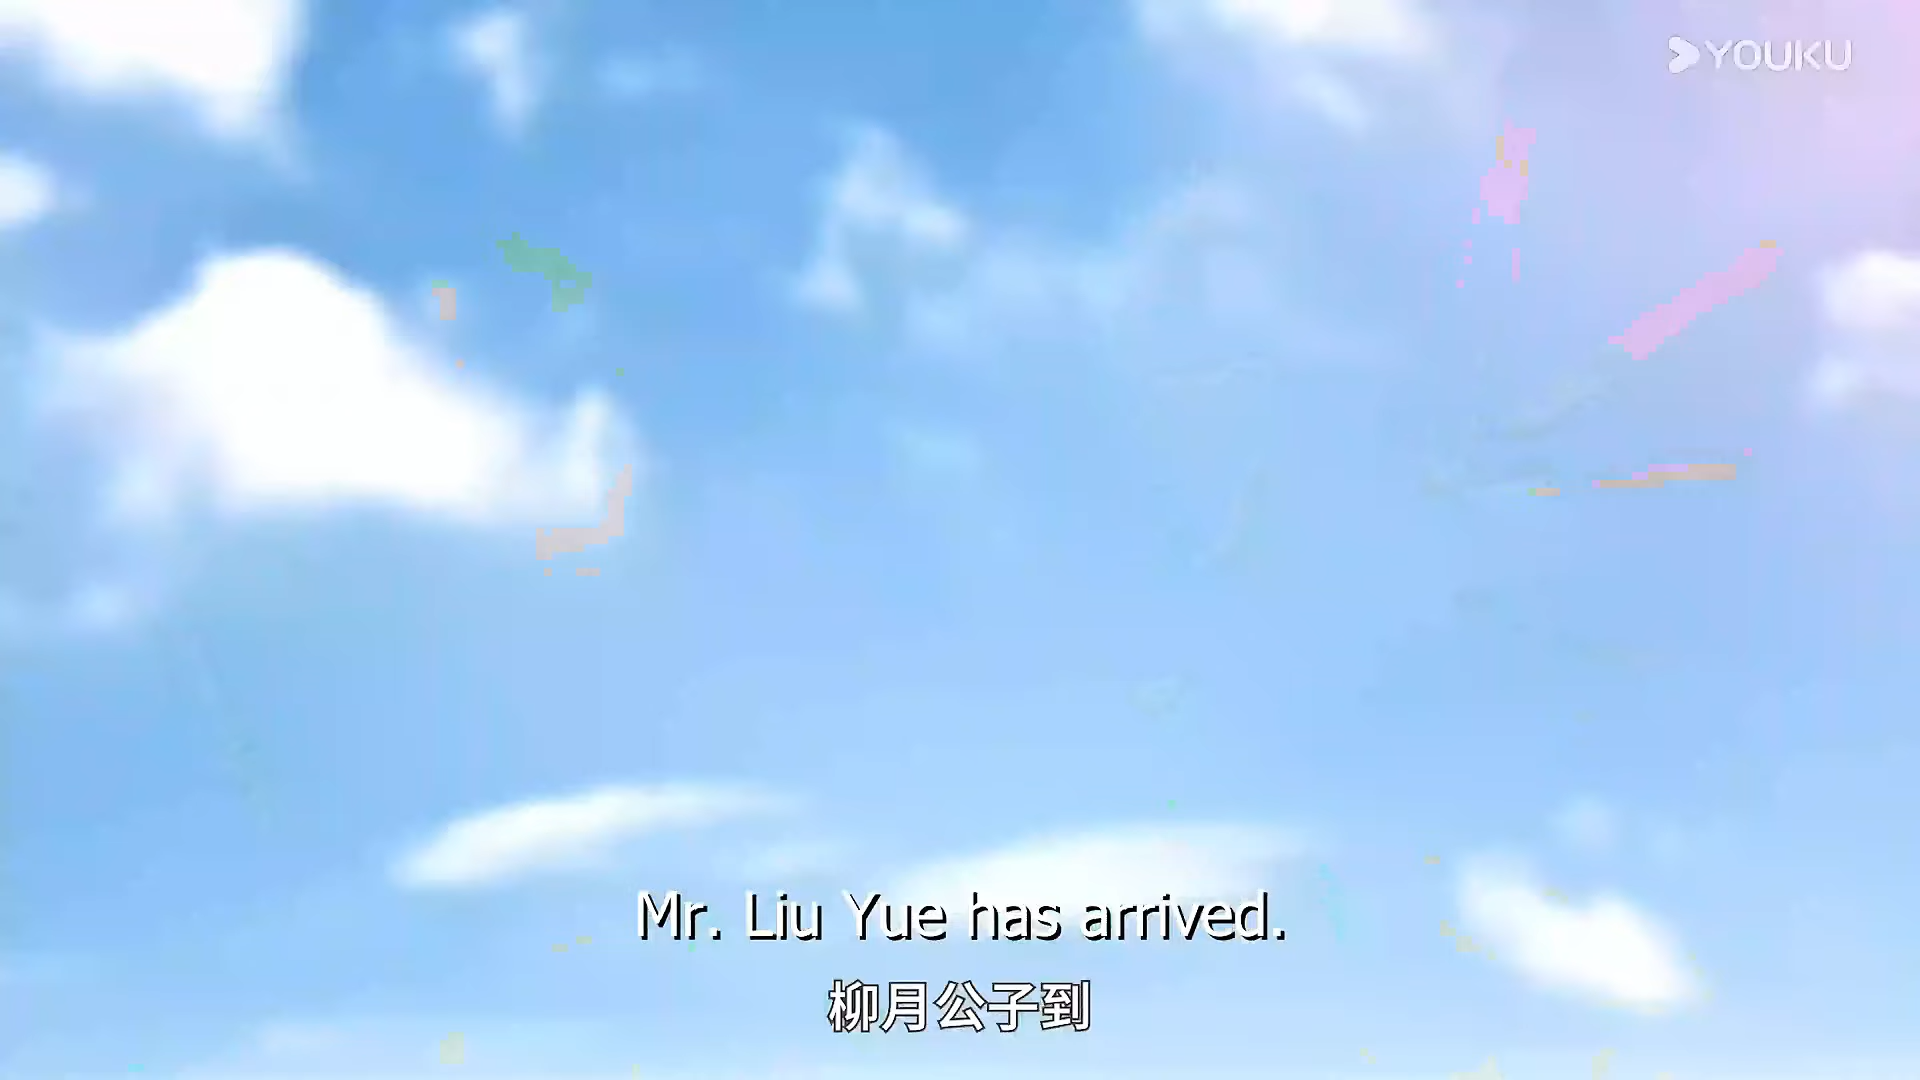 YOUKU
Mr. Liu Yue has arrived.
柳月公子到